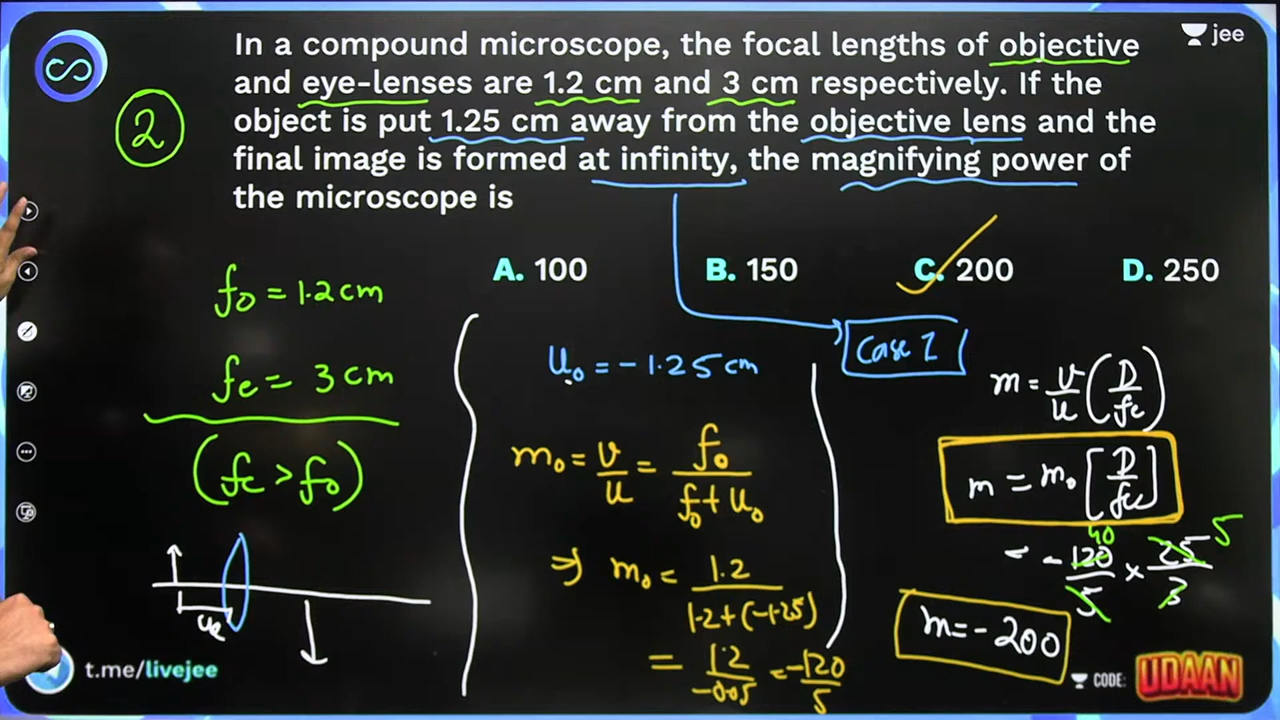 In a compound microscope, the focal lengths of objective
and eye-lenses are 1.2 cm and 3 cm respectively. If the
object is put 1.25 cm away from the objective lens and the
final image is formed at infinity, the magnifying power of
the microscope is
jee
2
A. 100
B. 150
C. 200
D. 250
f₀ = 1.2 cm
fe = 3 cm
(fe > f₀)
u₀ = -1.25 cm
m₀ = v/u = f₀/(f₀ + u₀)
⇒ m₀ = 1.2/(1.2+(-1.25))
= 1.2/-0.05 = -120/5
Case 1
m = v/u (D/fe)
m = m₀ [D/fe]
= -120/5 × 25/3
40
5
m = -200
t.me/livejee
CODE: UDAAN